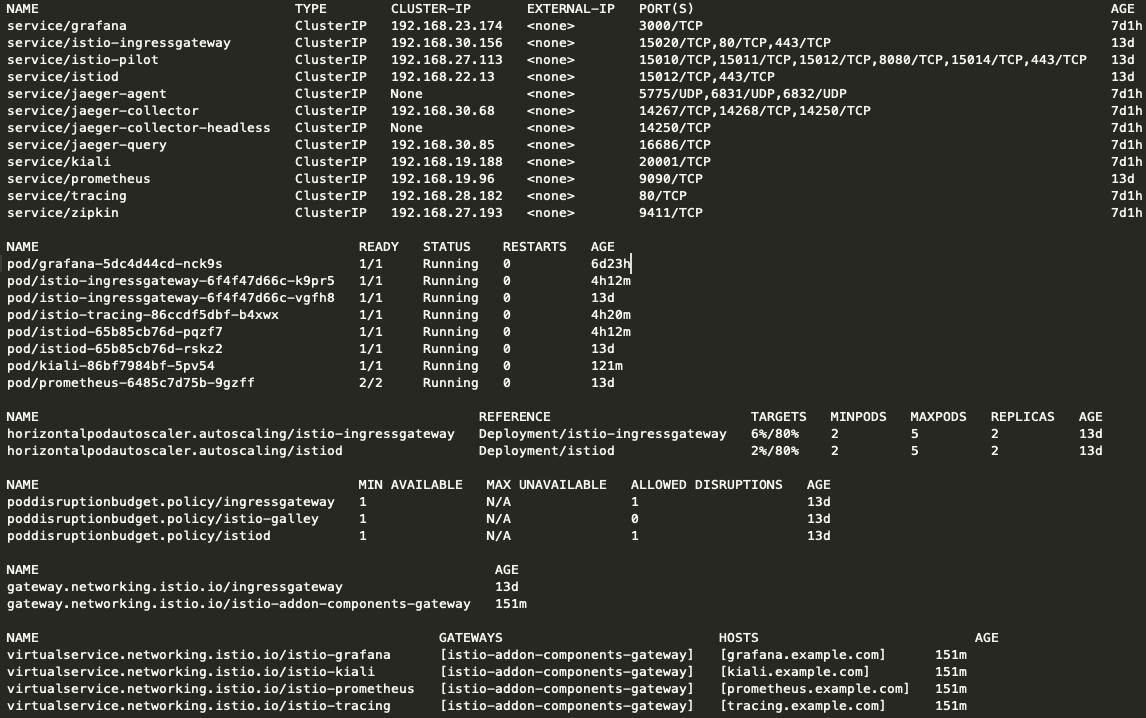 NAME TYPE CLUSTER-IP EXTERNAL-IP PORT(S) AGE
service/grafana ClusterIP 192.168.23.174 <none> 3000/TCP 7d1h
service/istio-ingressgateway ClusterIP 192.168.30.156 <none> 15020/TCP,80/TCP,443/TCP 13d
service/istio-pilot ClusterIP 192.168.27.113 <none> 15010/TCP,15011/TCP,15012/TCP,8080/TCP,15014/TCP,443/TCP 13d
service/istiod ClusterIP 192.168.22.13 <none> 15012/TCP,443/TCP 13d
service/jaeger-agent ClusterIP None <none> 5775/UDP,6831/UDP,6832/UDP 7d1h
service/jaeger-collector ClusterIP 192.168.30.68 <none> 14267/TCP,14268/TCP,14250/TCP 7d1h
service/jaeger-collector-headless ClusterIP None <none> 14250/TCP 7d1h
service/jaeger-query ClusterIP 192.168.30.85 <none> 16686/TCP 7d1h
service/kiali ClusterIP 192.168.19.188 <none> 20001/TCP 7d1h
service/prometheus ClusterIP 192.168.19.96 <none> 9090/TCP 13d
service/tracing ClusterIP 192.168.28.182 <none> 80/TCP 7d1h
service/zipkin ClusterIP 192.168.27.193 <none> 9411/TCP 7d1h
NAME READY STATUS RESTARTS AGE
pod/grafana-5dc4d44cd-nck9s 1/1 Running 0 6d23h
pod/istio-ingressgateway-6f4f47d66c-k9pr5 1/1 Running 0 4h12m
pod/istio-ingressgateway-6f4f47d66c-vgfh8 1/1 Running 0 13d
pod/istio-tracing-86ccdf5dbf-b4xwx 1/1 Running 0 4h20m
pod/istiod-65b85cb76d-pqzf7 1/1 Running 0 4h12m
pod/istiod-65b85cb76d-rskz2 1/1 Running 0 13d
pod/kiali-86bf7984bf-5pv54 1/1 Running 0 121m
pod/prometheus-6485c7d75b-9gzff 2/2 Running 0 13d
NAME REFERENCE TARGETS MINPODS MAXPODS REPLICAS AGE
horizontalpodautoscaler.autoscaling/istio-ingressgateway Deployment/istio-ingressgateway 6%/80% 2 5 2 13d
horizontalpodautoscaler.autoscaling/istiod Deployment/istiod 2%/80% 2 5 2 13d
NAME MIN AVAILABLE MAX UNAVAILABLE ALLOWED DISRUPTIONS AGE
poddisruptionbudget.policy/ingressgateway 1 N/A 1 13d
poddisruptionbudget.policy/istio-galley 1 N/A 0 13d
poddisruptionbudget.policy/istiod 1 N/A 1 13d
NAME AGE
gateway.networking.istio.io/ingressgateway 13d
gateway.networking.istio.io/istio-addon-components-gateway 151m
NAME GATEWAYS HOSTS AGE
virtualservice.networking.istio.io/istio-grafana [istio-addon-components-gateway] [grafana.example.com] 151m
virtualservice.networking.istio.io/istio-kiali [istio-addon-components-gateway] [kiali.example.com] 151m
virtualservice.networking.istio.io/istio-prometheus [istio-addon-components-gateway] [prometheus.example.com] 151m
virtualservice.networking.istio.io/istio-tracing [istio-addon-components-gateway] [tracing.example.com] 151m